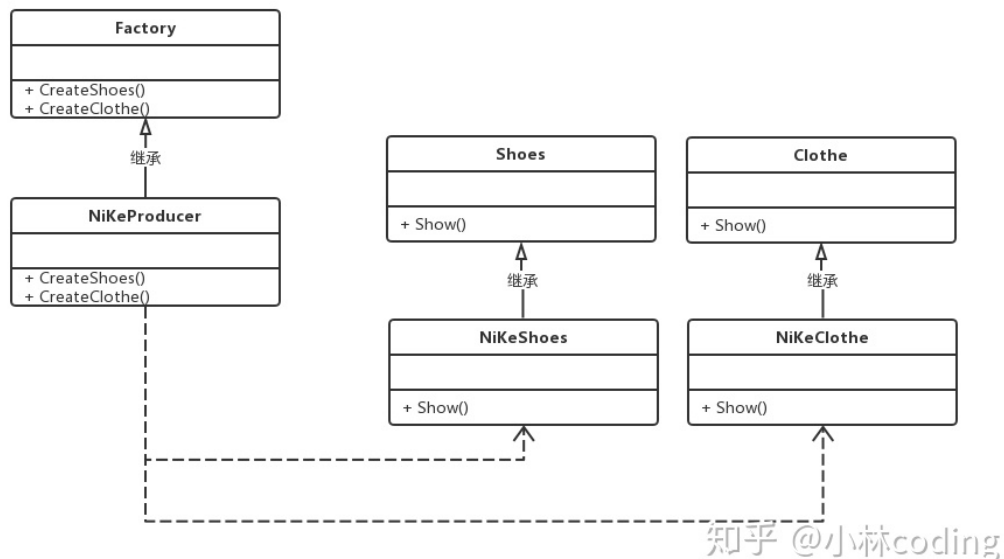 Factory
+ CreateShoes()
+ CreateClothe()
继承
NiKeProducer
+ CreateShoes()
+ CreateClothe()
Shoes
+ Show()
继承
NiKeShoes
+ Show()
Clothe
+ Show()
继承
NiKeClothe
+ Show()
知乎 @小林coding